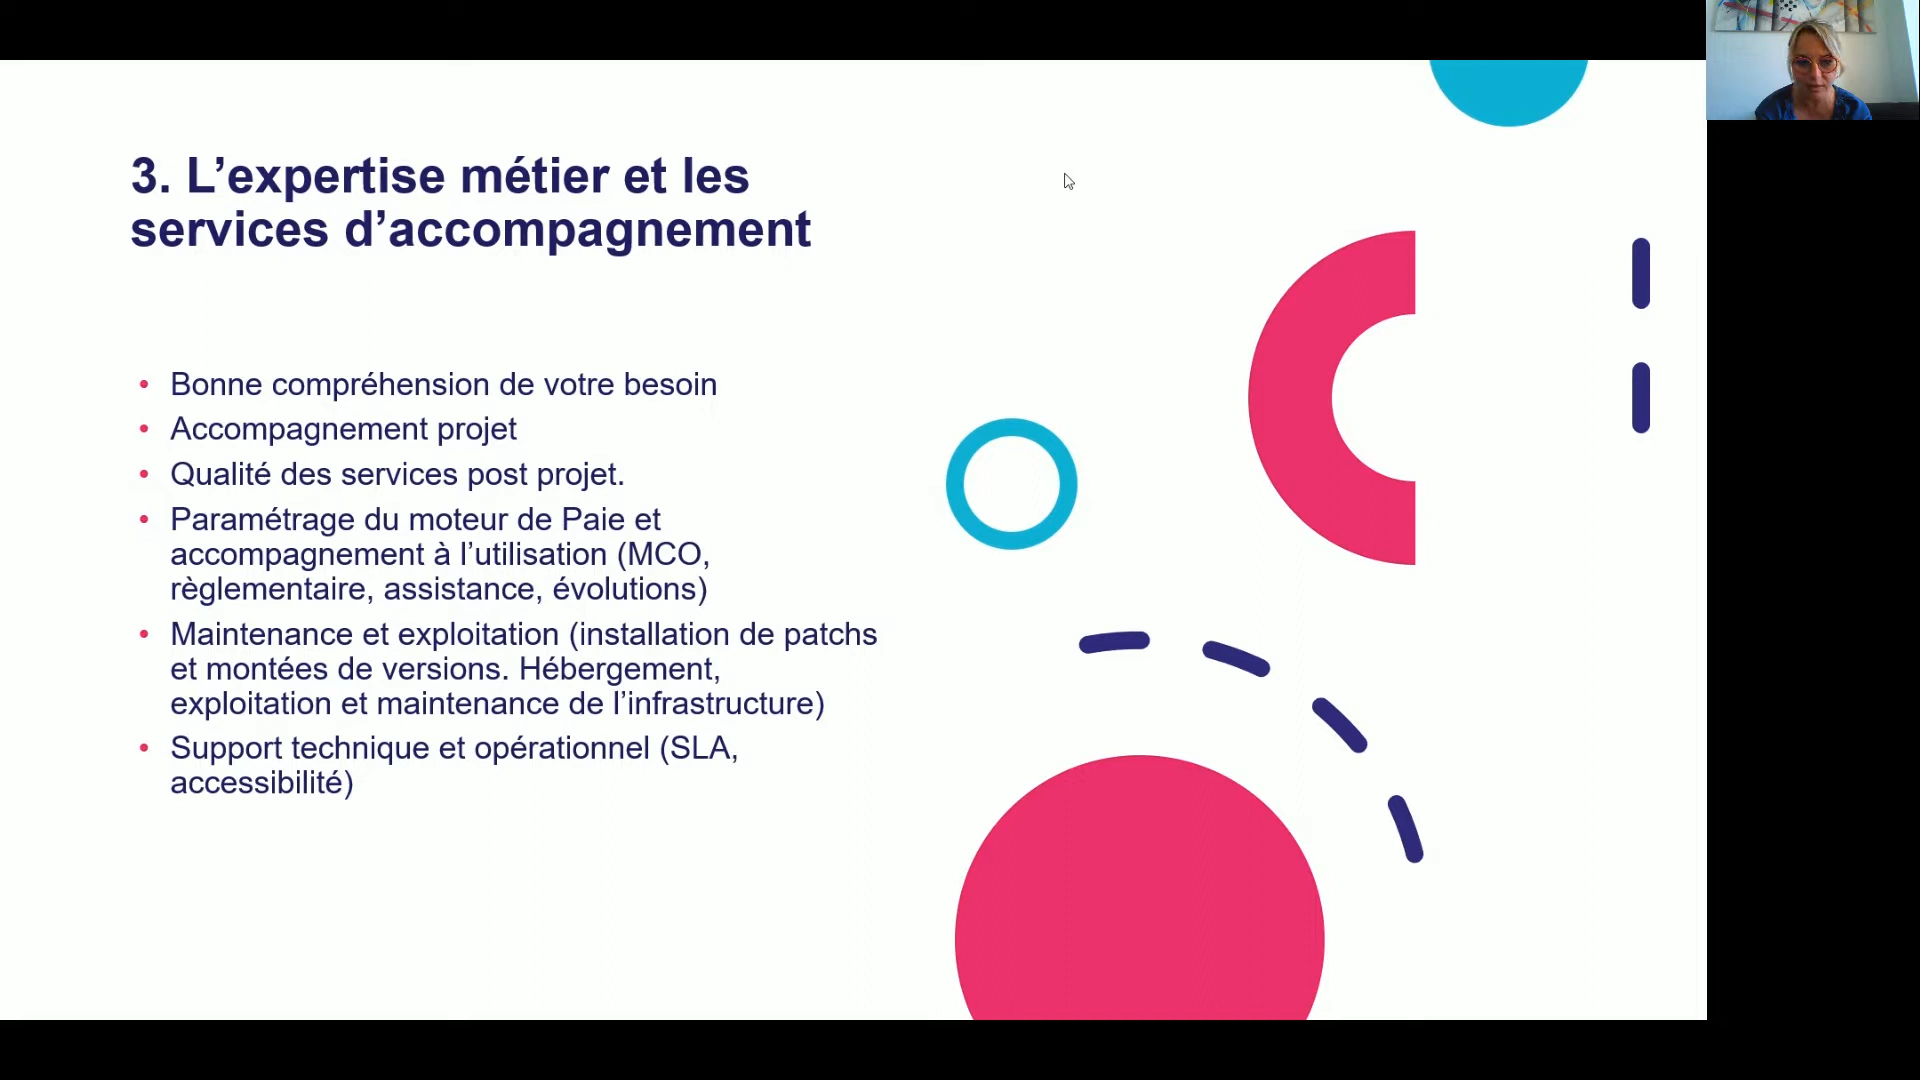 3. L’expertise métier et les
services d’accompagnement
• Bonne compréhension de votre besoin
• Accompagnement projet
• Qualité des services post projet.
• Paramétrage du moteur de Paie et
accompagnement à l’utilisation (MCO,
règlementaire, assistance, évolutions)
• Maintenance et exploitation (installation de patchs
et montées de versions. Hébergement,
exploitation et maintenance de l’infrastructure)
• Support technique et opérationnel (SLA,
accessibilité)